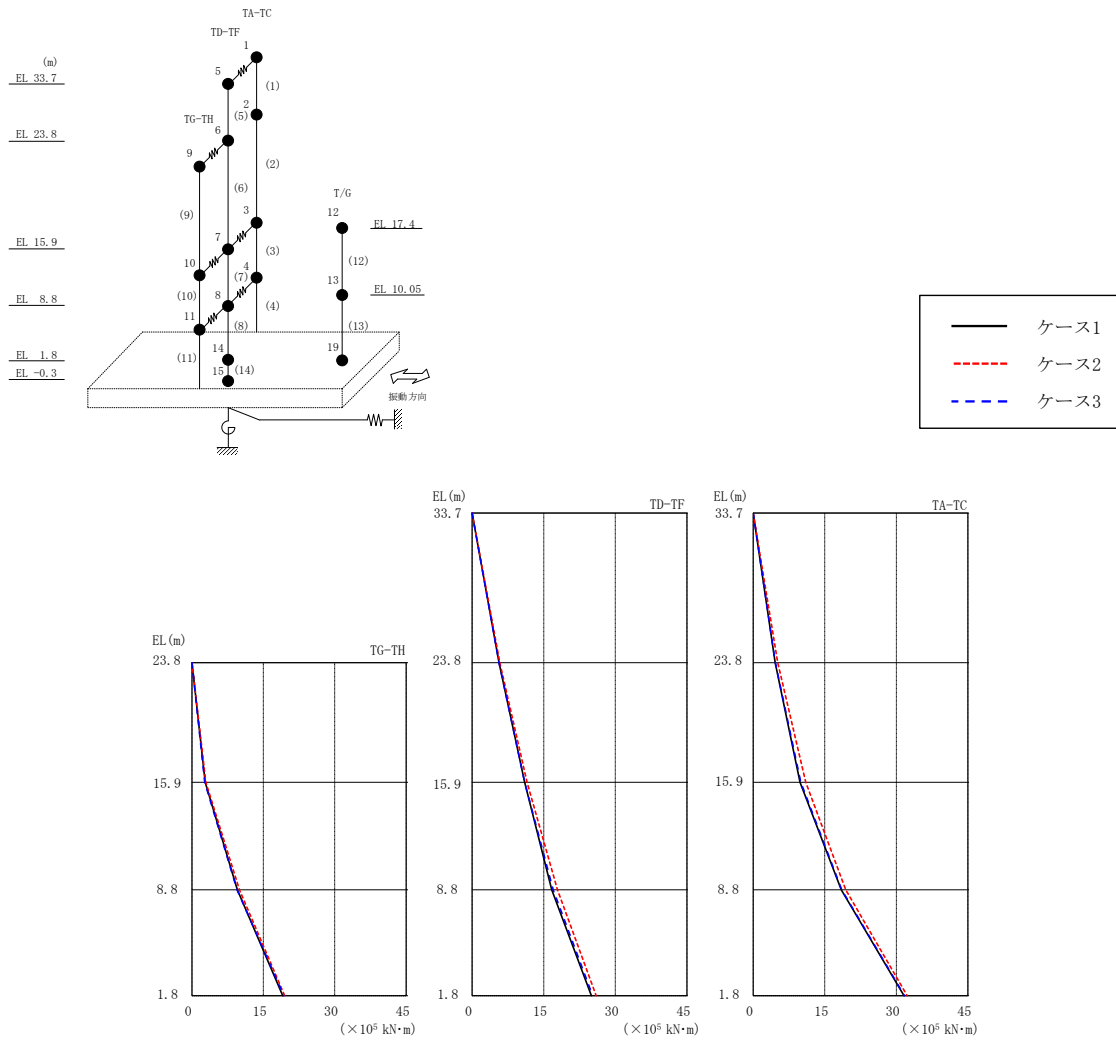 TA-TC
TD-TF
1
(m)
5
EL 33.7
(1)
2
TG-TH
(5)
6
EL 23.8
9
(2)
(6)
T/G
(9)
3
12
EL 17.4
7
EL 15.9
(3)
(12)
10
4
(7)
13
(10)
8
EL 10.05
EL 8.8
(4)
11
(8)
(13)
14
19
EL 1.8
(11)
15
(14)
EL -0.3
振動方向
ケース1
ケース2
ケース3
EL(m)
TD-TF
33.7
23.8
15.9
8.8
1.8
0
15
30
45
(×10⁵ kN・m)
EL(m)
TA-TC
33.7
23.8
15.9
8.8
1.8
0
15
30
45
(×10⁵ kN・m)
EL(m)
TG-TH
23.8
15.9
8.8
1.8
0
15
30
45
(×10⁵ kN・m)